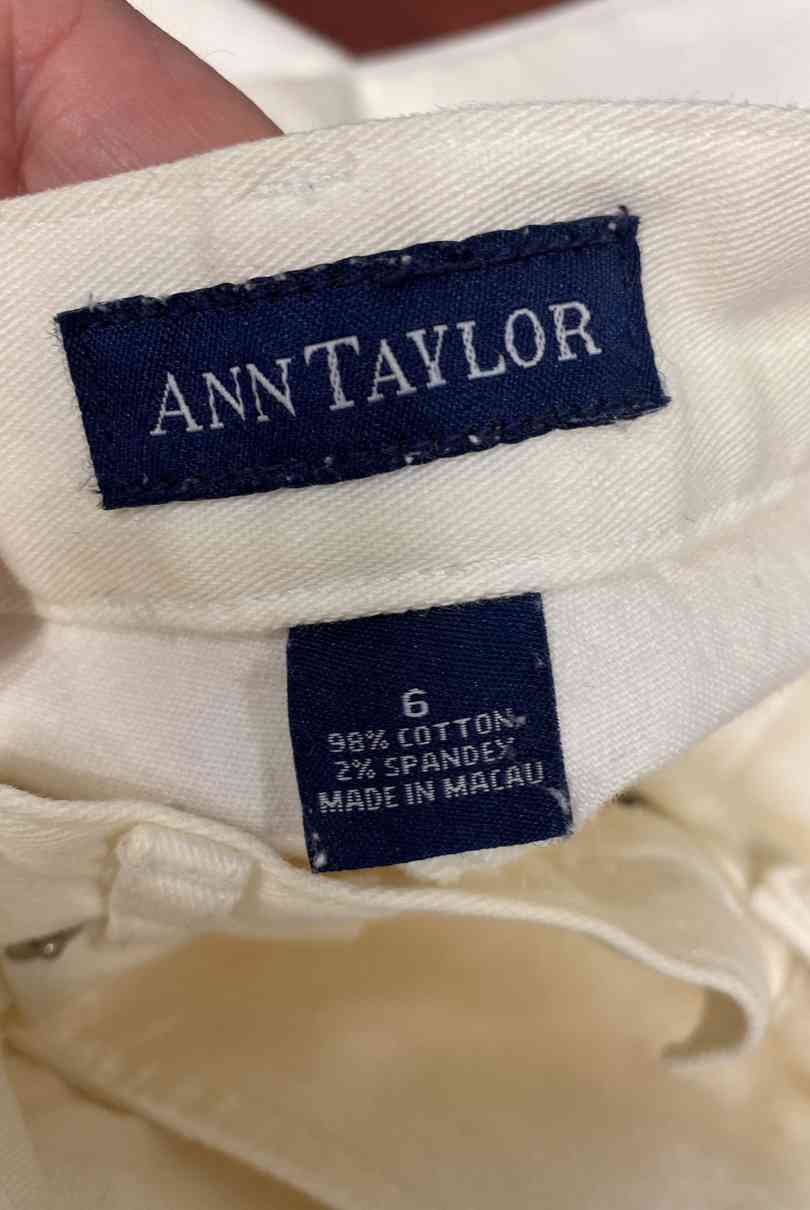 ANN TAYLOR
6
98% COTTON
2% SPANDEX
MADE IN MACAU